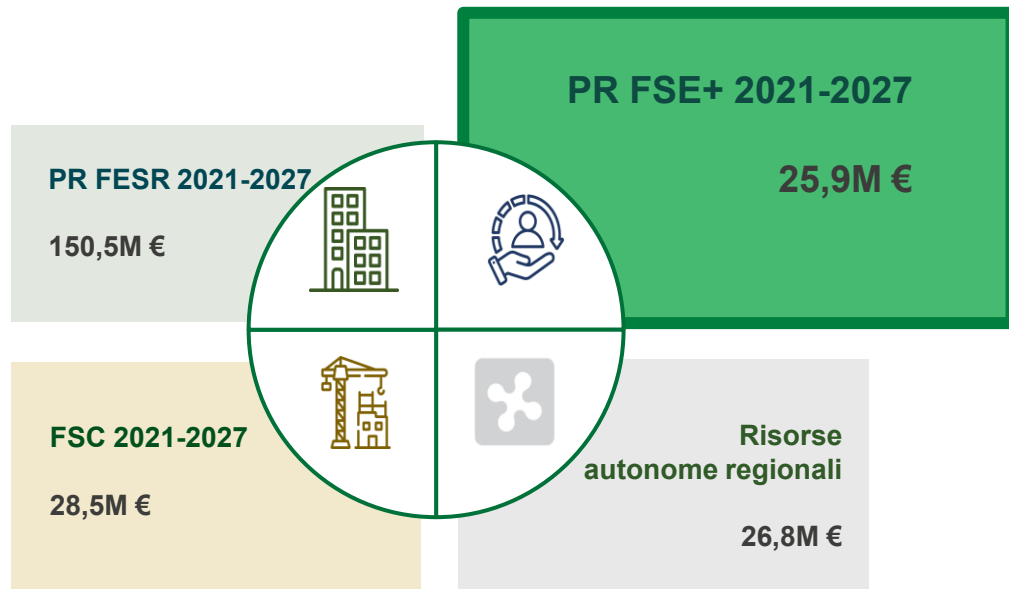 PR FSE+ 2021-2027
25,9M €
PR FESR 2021-2027
150,5M €
FSC 2021-2027
28,5M €
Risorse
autonome regionali
26,8M €